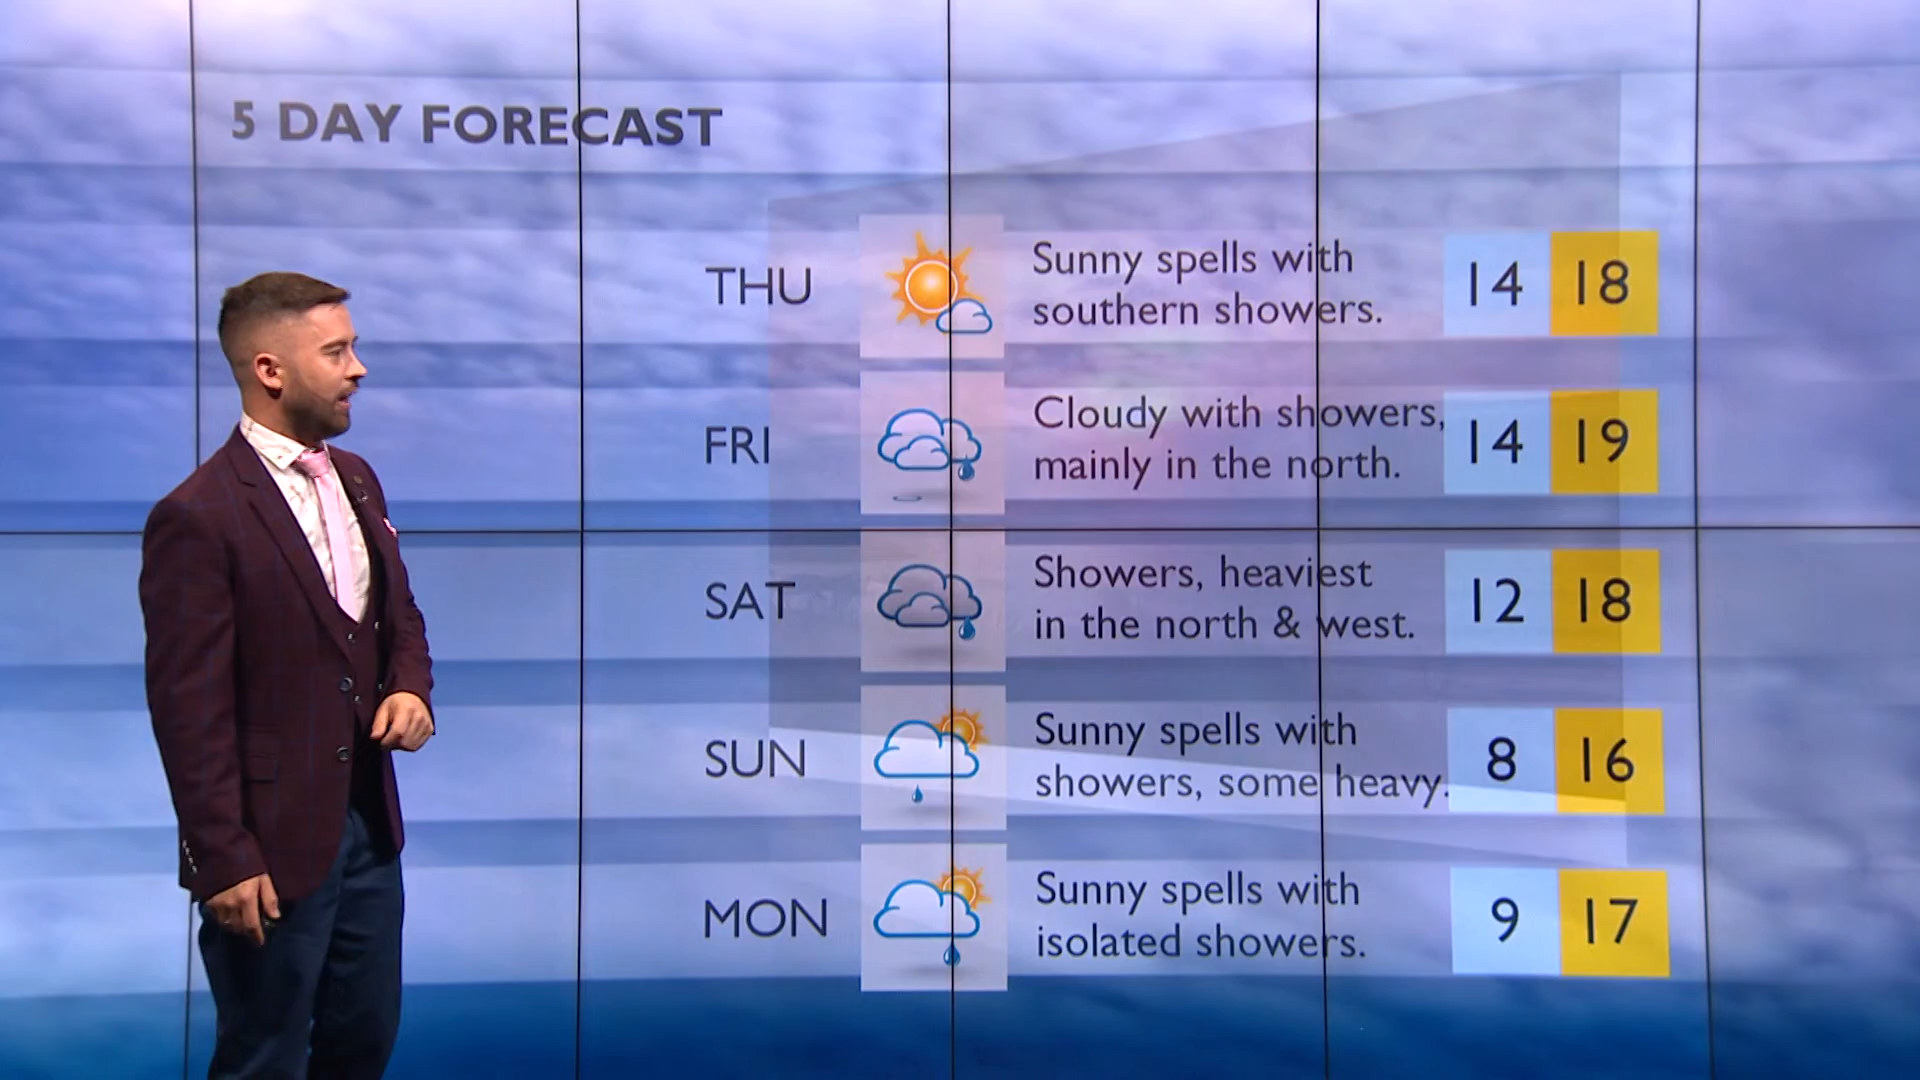 5 DAY FORECAST
THU
Sunny spells with
southern showers.
14 18
FRI
Cloudy with showers,
mainly in the north.
14 19
SAT
Showers, heaviest
in the north & west.
12 18
SUN
Sunny spells with
showers, some heavy.
8 16
MON
Sunny spells with
isolated showers.
9 17